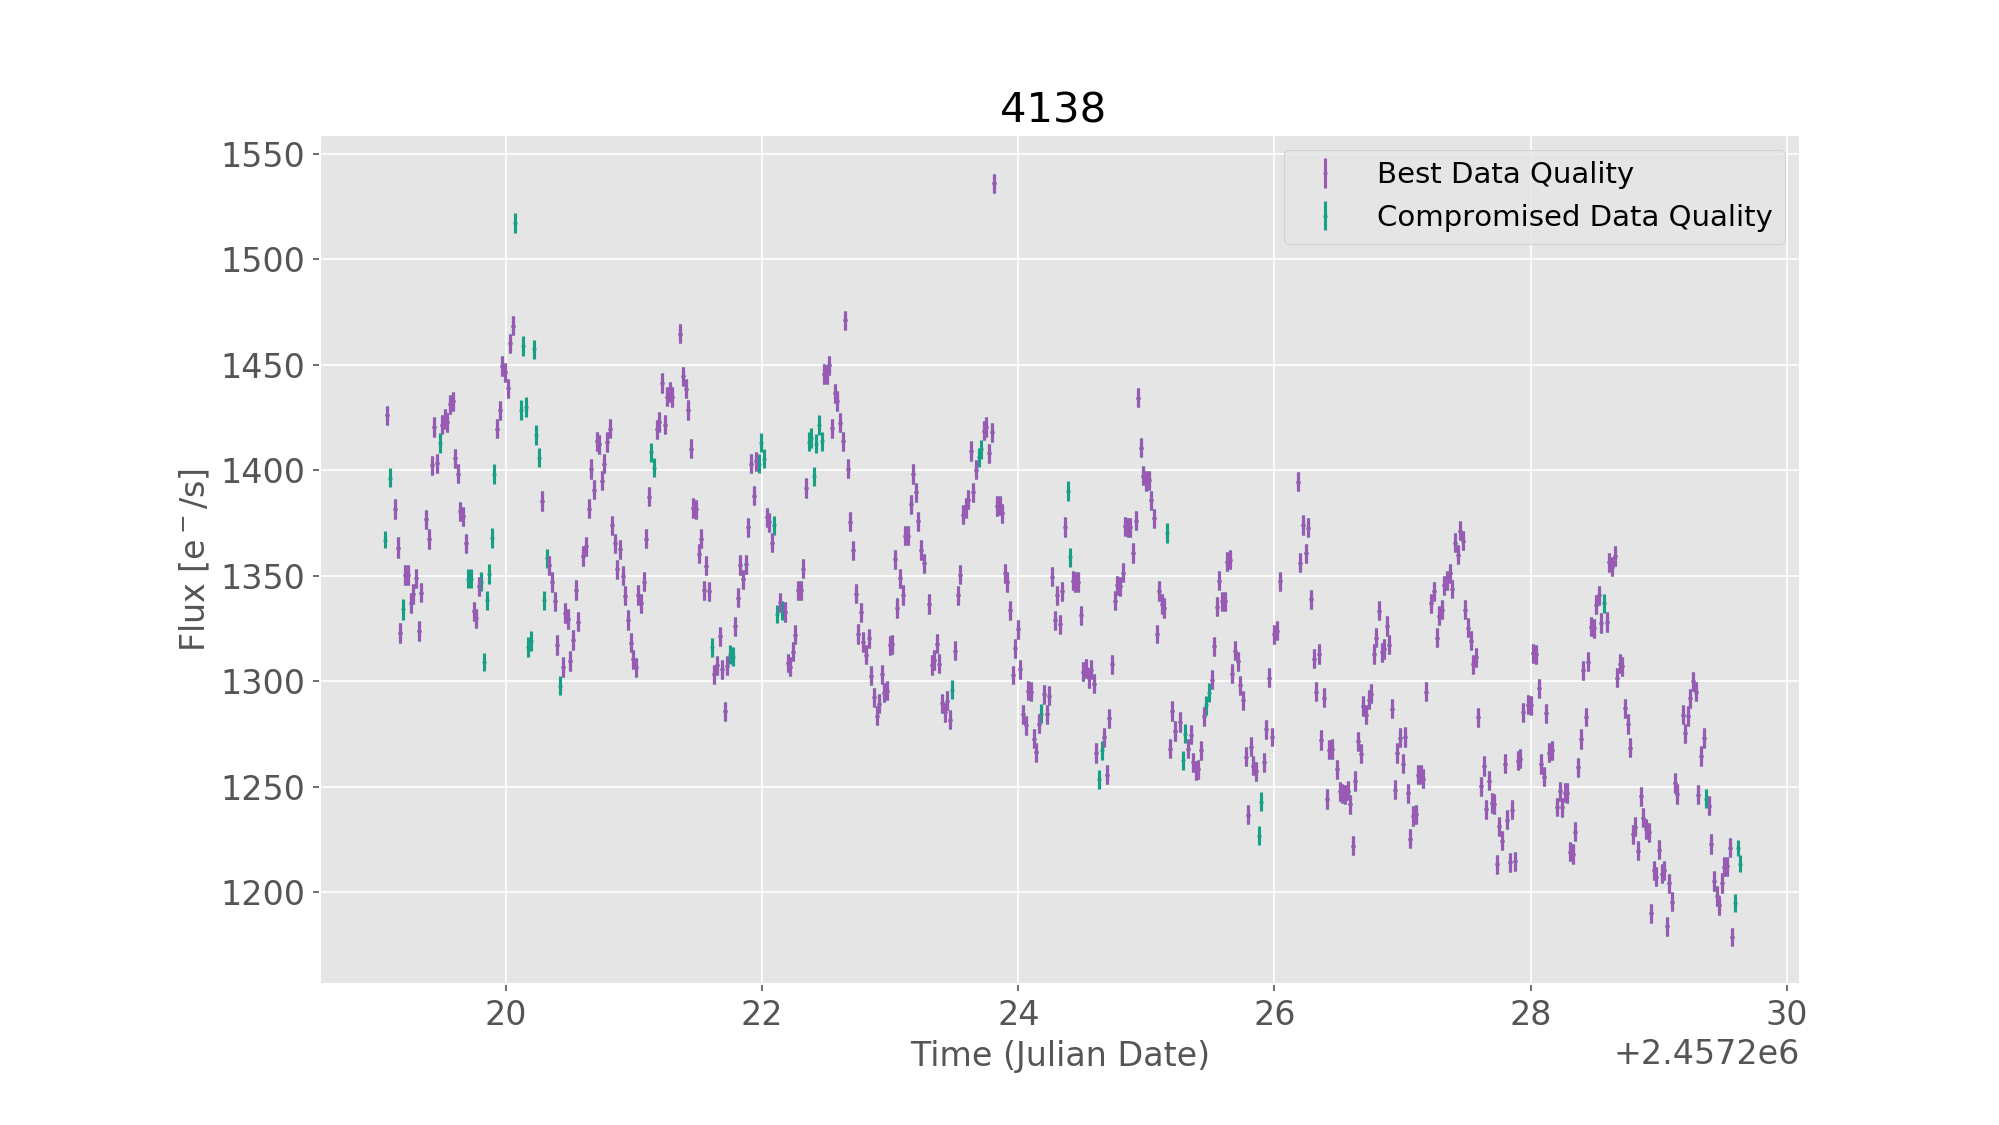 4138
Best Data Quality
Compromised Data Quality
1550
1500
1450
1400
1350
1300
1250
1200
Flux [e⁻/s]
20 22 24 26 28 30
Time (Julian Date)
+2.4572e6